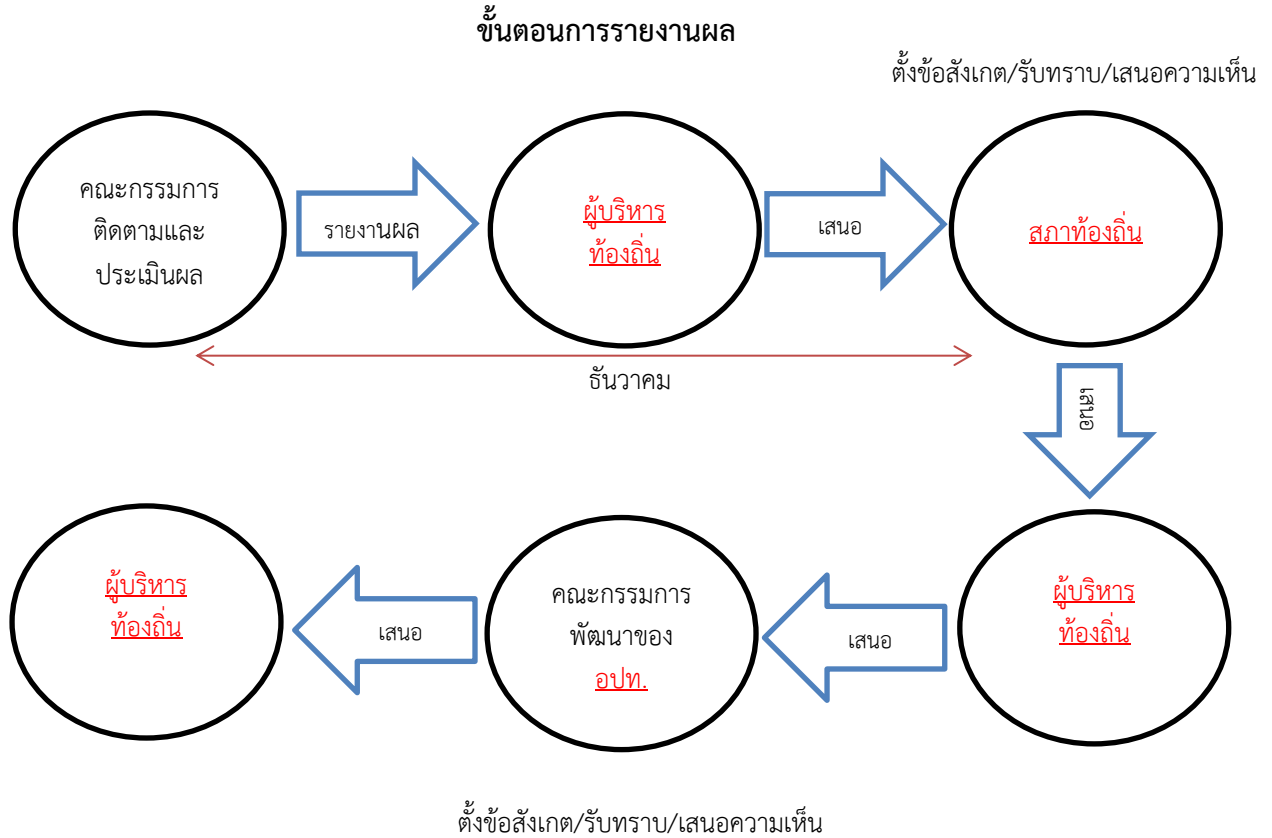 ขั้นตอนการรายงานผล
ตั้งข้อสังเกต/รับทราบ/เสนอความเห็น
คณะกรรมการ
ติดตามและ
ประเมินผล
รายงานผล
ผู้บริหาร
ท้องถิ่น
เสนอ
สภาท้องถิ่น
ธันวาคม
เสนอ
ผู้บริหาร
ท้องถิ่น
เสนอ
คณะกรรมการ
พัฒนาของ
อปท.
เสนอ
ผู้บริหาร
ท้องถิ่น
ตั้งข้อสังเกต/รับทราบ/เสนอความเห็น